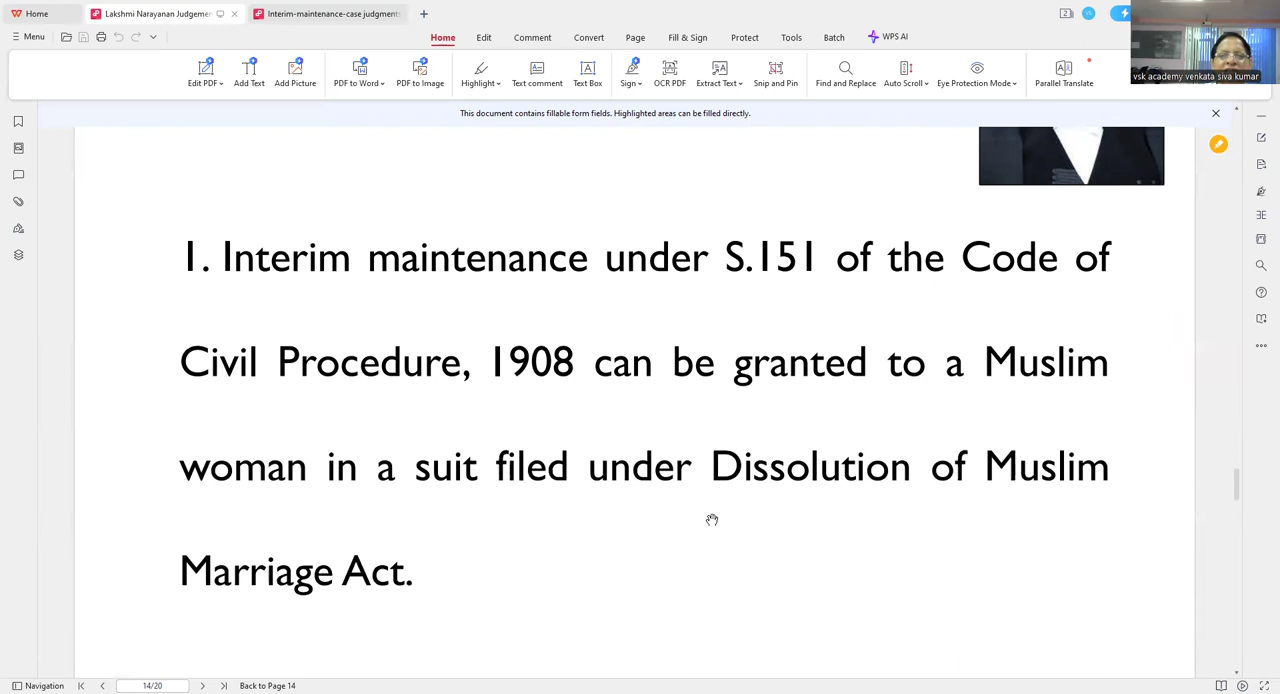 Home
Lakshmi Narayanan Judgemen
Interim-maintenance-case judgments
2
Menu
Home Edit Comment Convert Page Fill & Sign Protect Tools Batch WPS AI
Edit PDF Add Text Add Picture PDF to Word PDF to Image Highlight Text comment Text Box Sign OCR PDF Extract Text Snip and Pin Find and Replace Auto Scroll Eye Protection Mode Parallel Translate
vsk academy venkata siva kumar
This document contains fillable form fields. Highlighted areas can be filled directly.
1. Interim maintenance under S.151 of the Code of
Civil Procedure, 1908 can be granted to a Muslim
woman in a suit filed under Dissolution of Muslim
Marriage Act.
Navigation 14/20 Back to Page 14